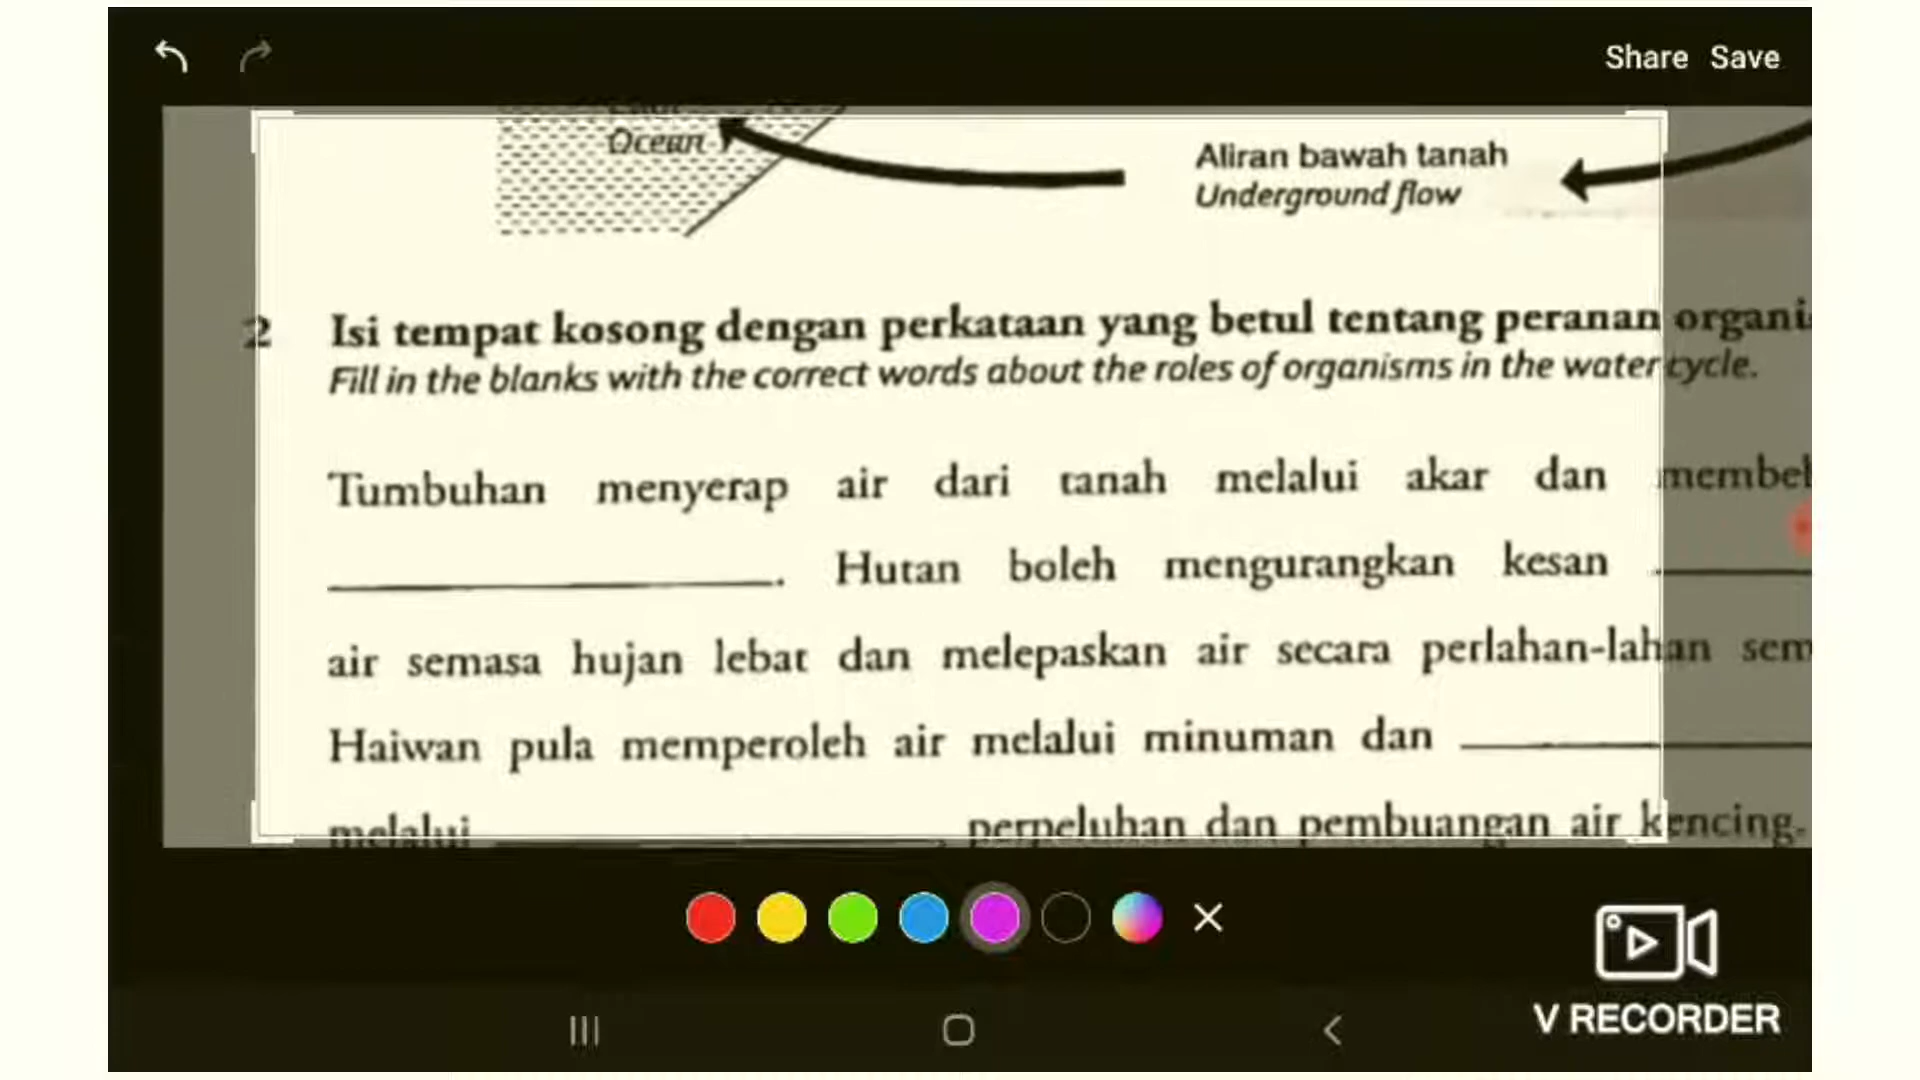 Share Save
Ocean
Aliran bawah tanah
Underground flow
2 Isi tempat kosong dengan perkataan yang betul tentang peranan
Fill in the blanks with the correct words about the roles of organisms in the water cycle.
Tumbuhan menyerap air dari tanah melalui akar dan
. Hutan boleh mengurangkan kesan
air semasa hujan lebat dan melepaskan air secara perlahan-lahan sem
Haiwan pula memperoleh air melalui minuman dan
melalui , perpeluhan dan pembuangan air kencing.
V RECORDER